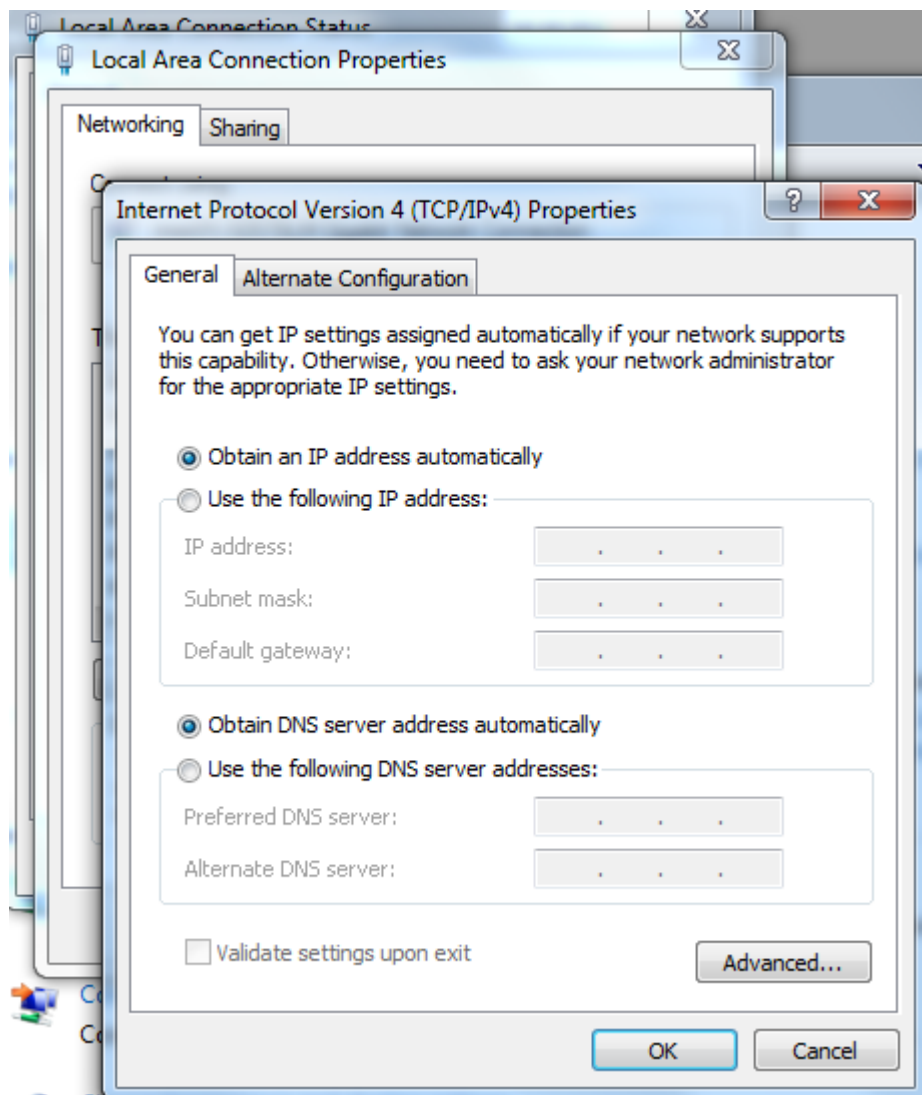 Local Area Connection Status
Local Area Connection Properties
Networking
Sharing
Internet Protocol Version 4 (TCP/IPv4) Properties
General
Alternate Configuration
You can get IP settings assigned automatically if your network supports
this capability. Otherwise, you need to ask your network administrator
for the appropriate IP settings.
Obtain an IP address automatically
Use the following IP address:
IP address:
Subnet mask:
Default gateway:
Obtain DNS server address automatically
Use the following DNS server addresses:
Preferred DNS server:
Alternate DNS server:
Validate settings upon exit
Advanced...
OK
Cancel